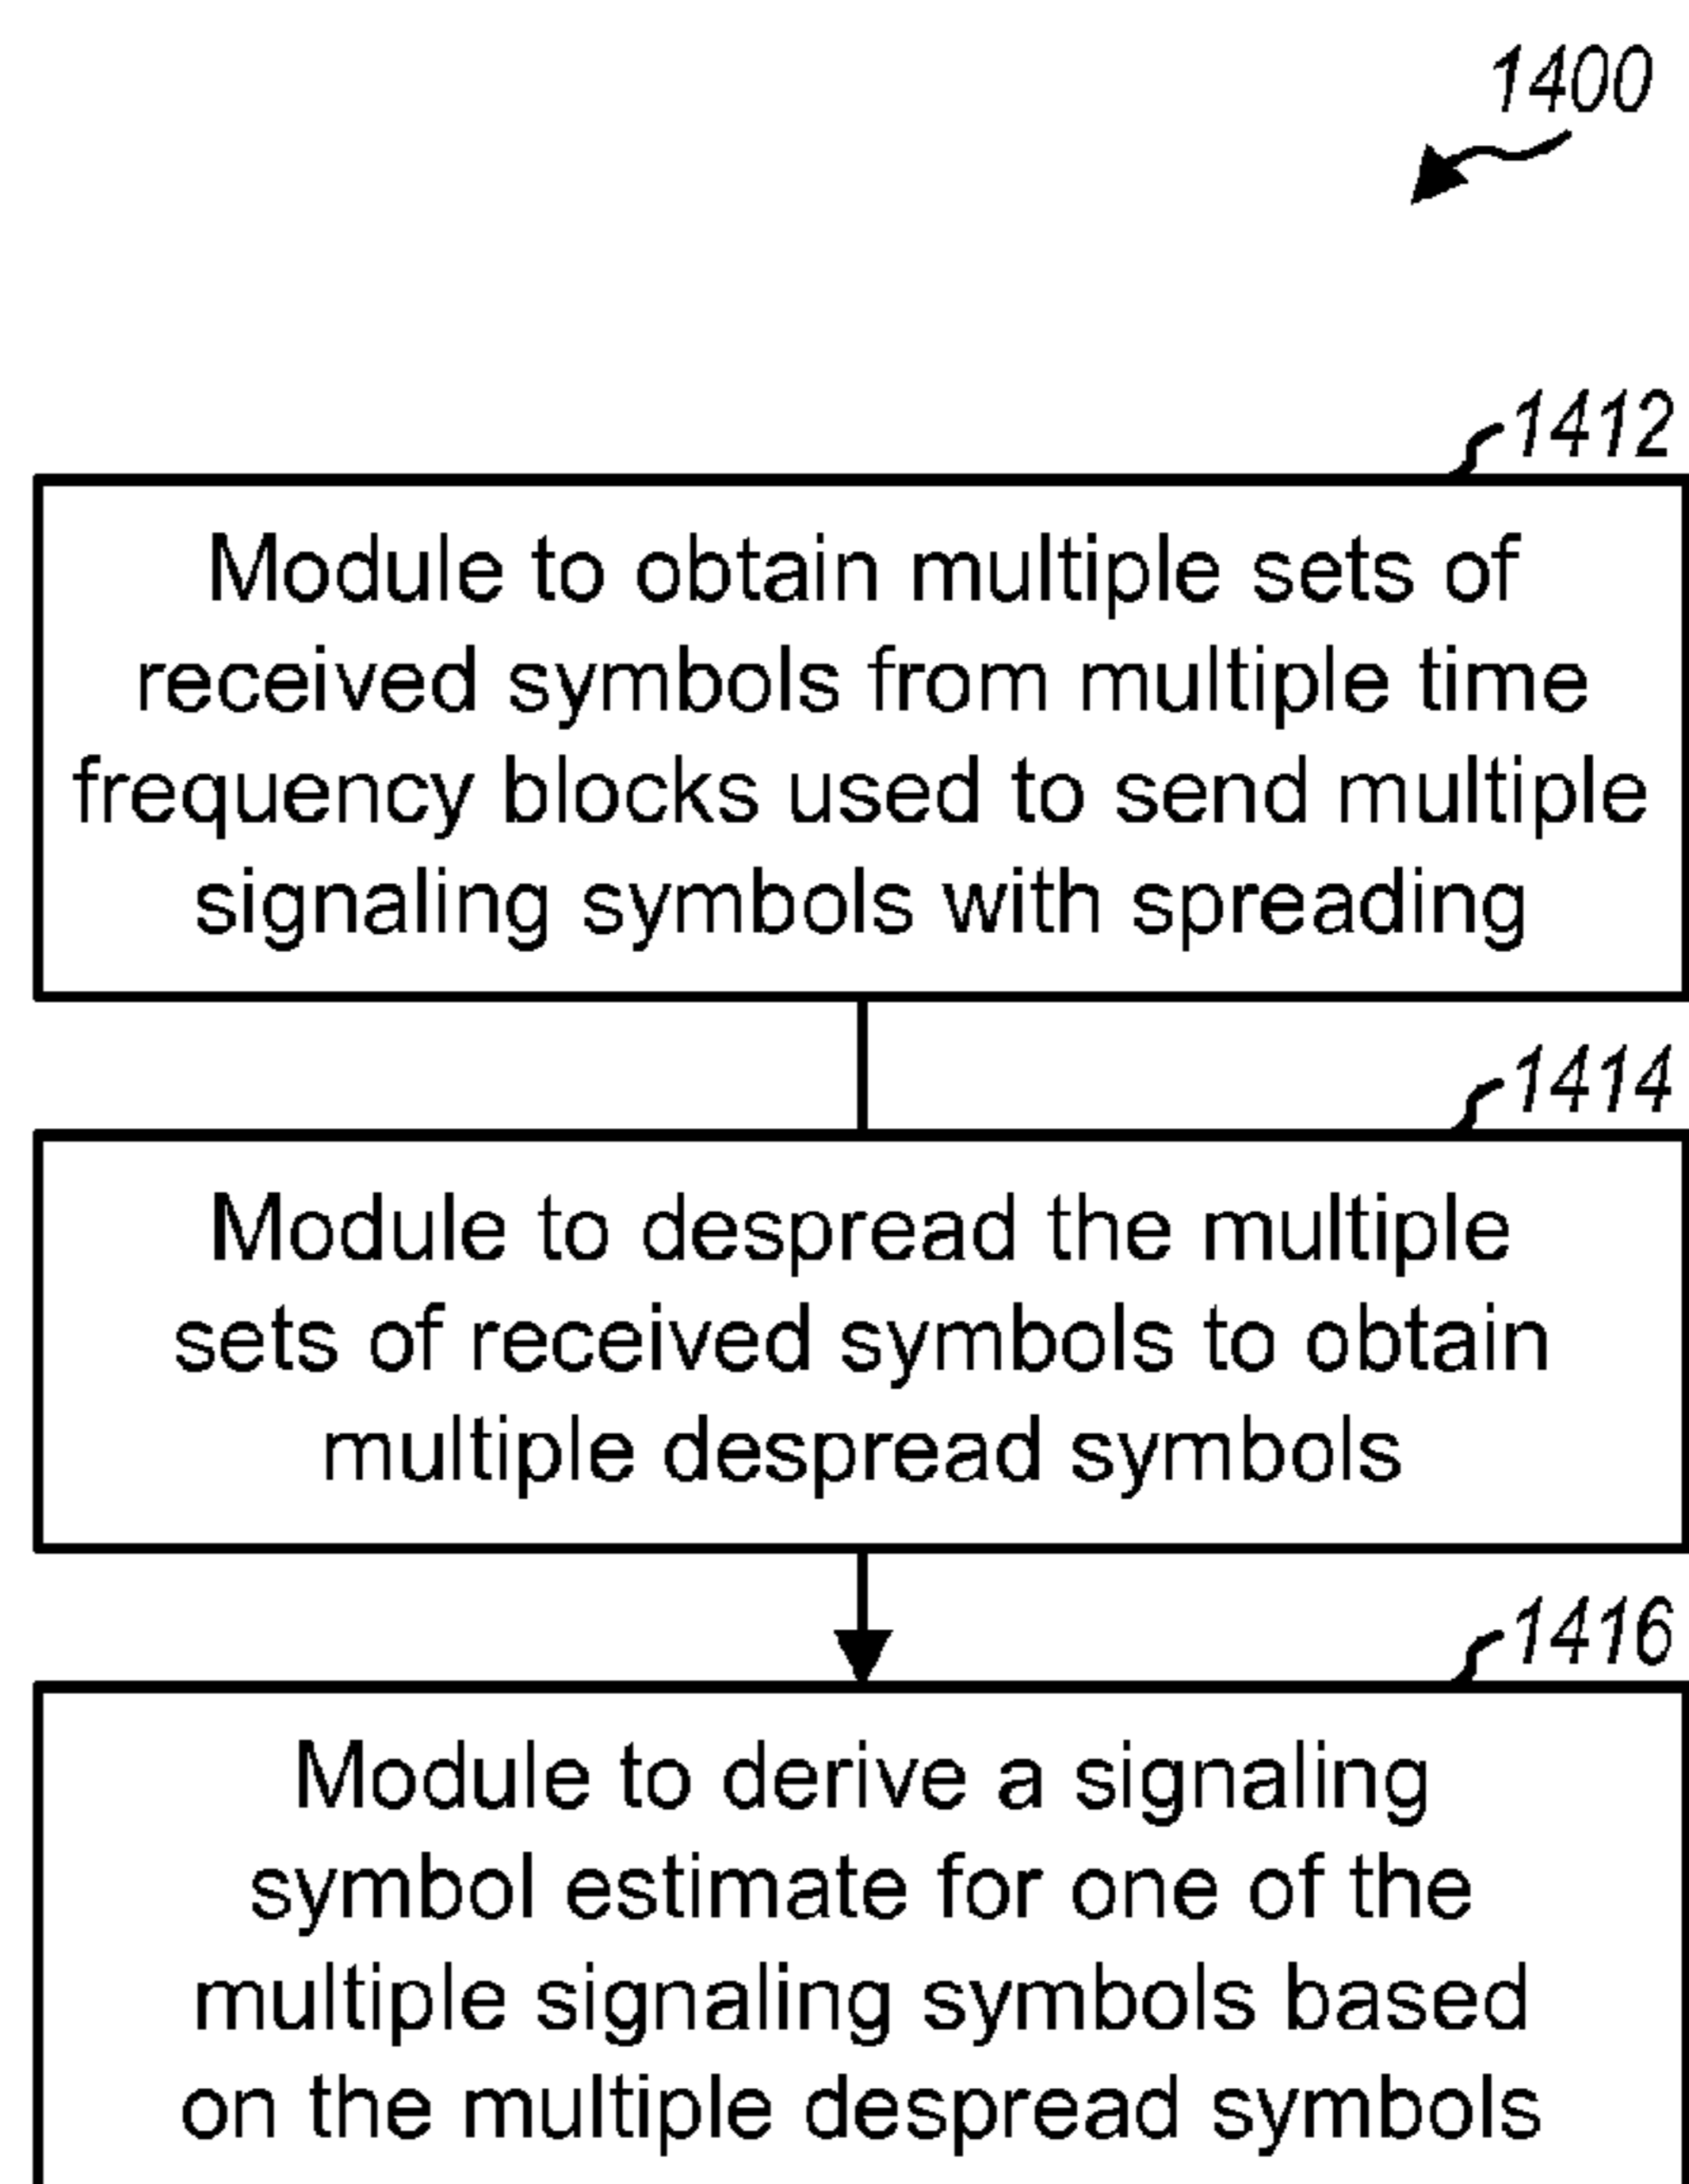 1400
1412
Module to obtain multiple sets of
received symbols from multiple time
frequency blocks used to send multiple
signaling symbols with spreading
1414
Module to despread the multiple
sets of received symbols to obtain
multiple despread symbols
1416
Module to derive a signaling
symbol estimate for one of the
multiple signaling symbols based
on the multiple despread symbols